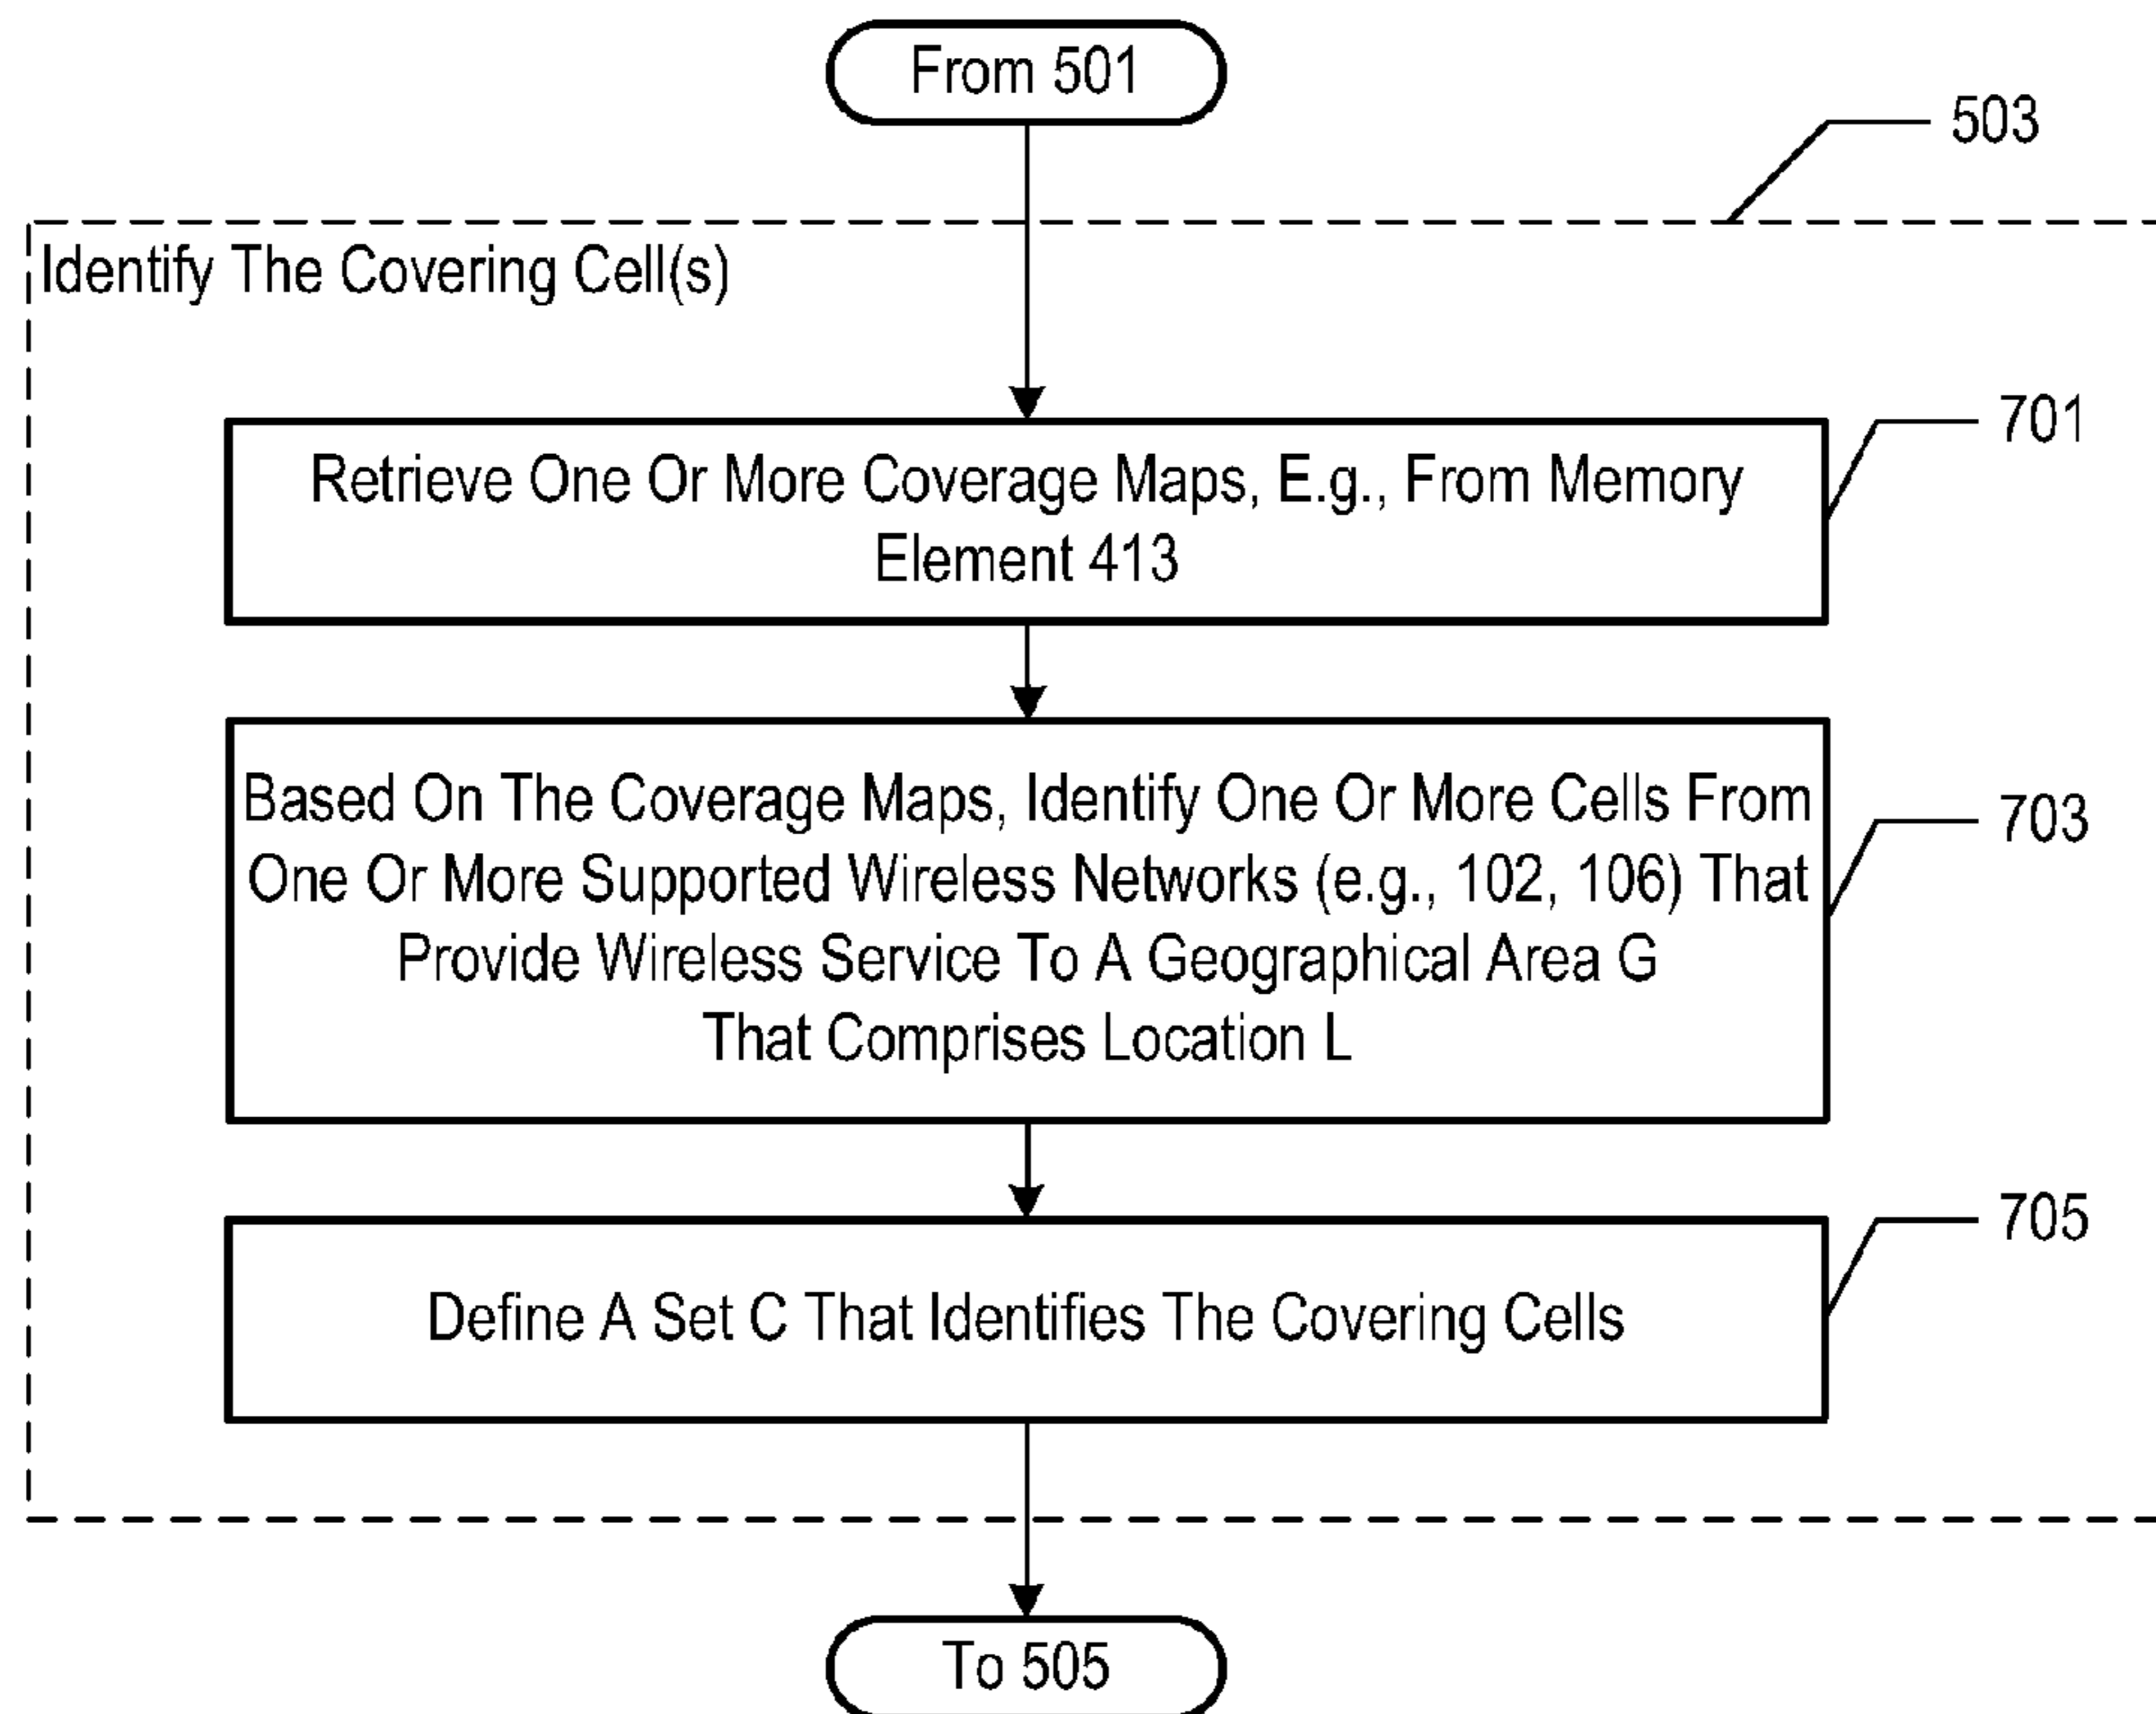 From 501
503
Identify The Covering Cell(s)
701
Retrieve One Or More Coverage Maps, E.g., From Memory
Element 413
703
Based On The Coverage Maps, Identify One Or More Cells From
One Or More Supported Wireless Networks (e.g., 102, 106) That
Provide Wireless Service To A Geographical Area G
That Comprises Location L
705
Define A Set C That Identifies The Covering Cells
To 505